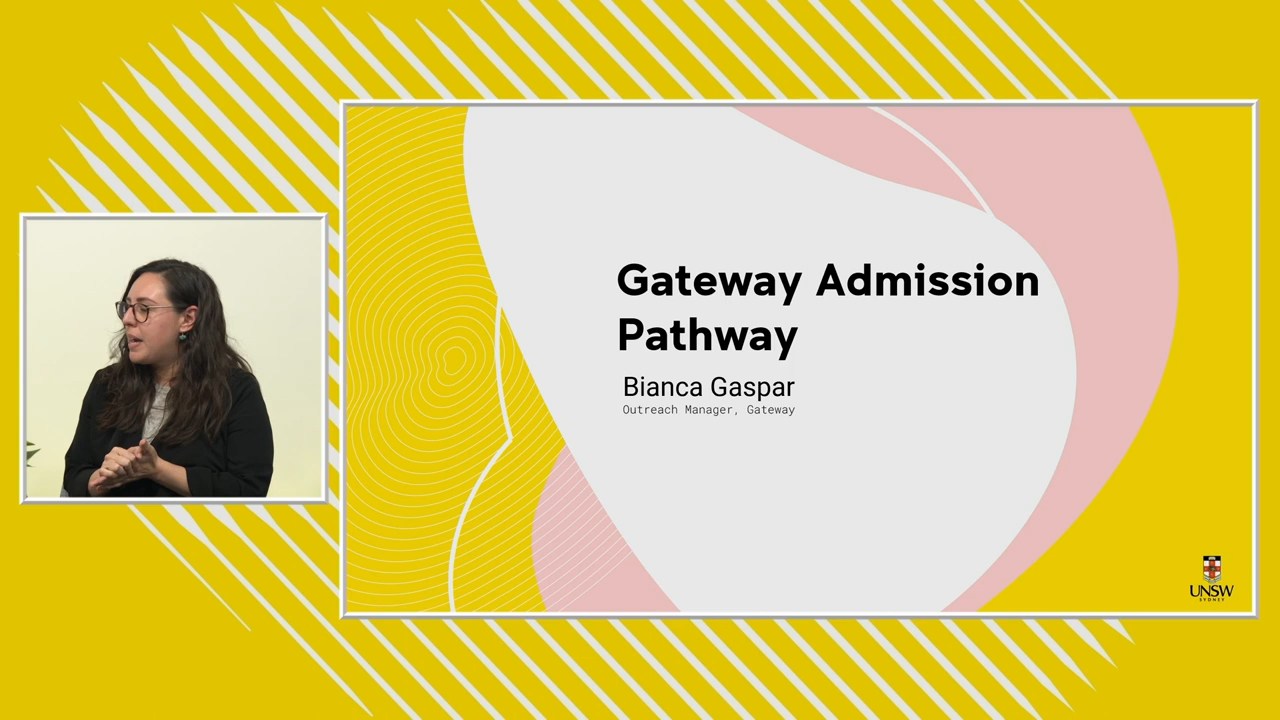 Gateway Admission
Pathway
Bianca Gaspar
Outreach Manager, Gateway
UNSW
SYDNEY